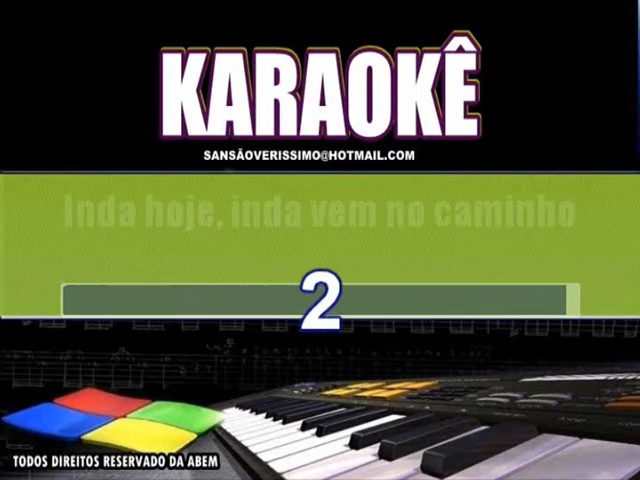 KARAOKÊ
SANSÃOVERISSIMO@HOTMAIL.COM
Inda hoje, inda vem no caminho
2
TODOS DIREITOS RESERVADO DA ABEM